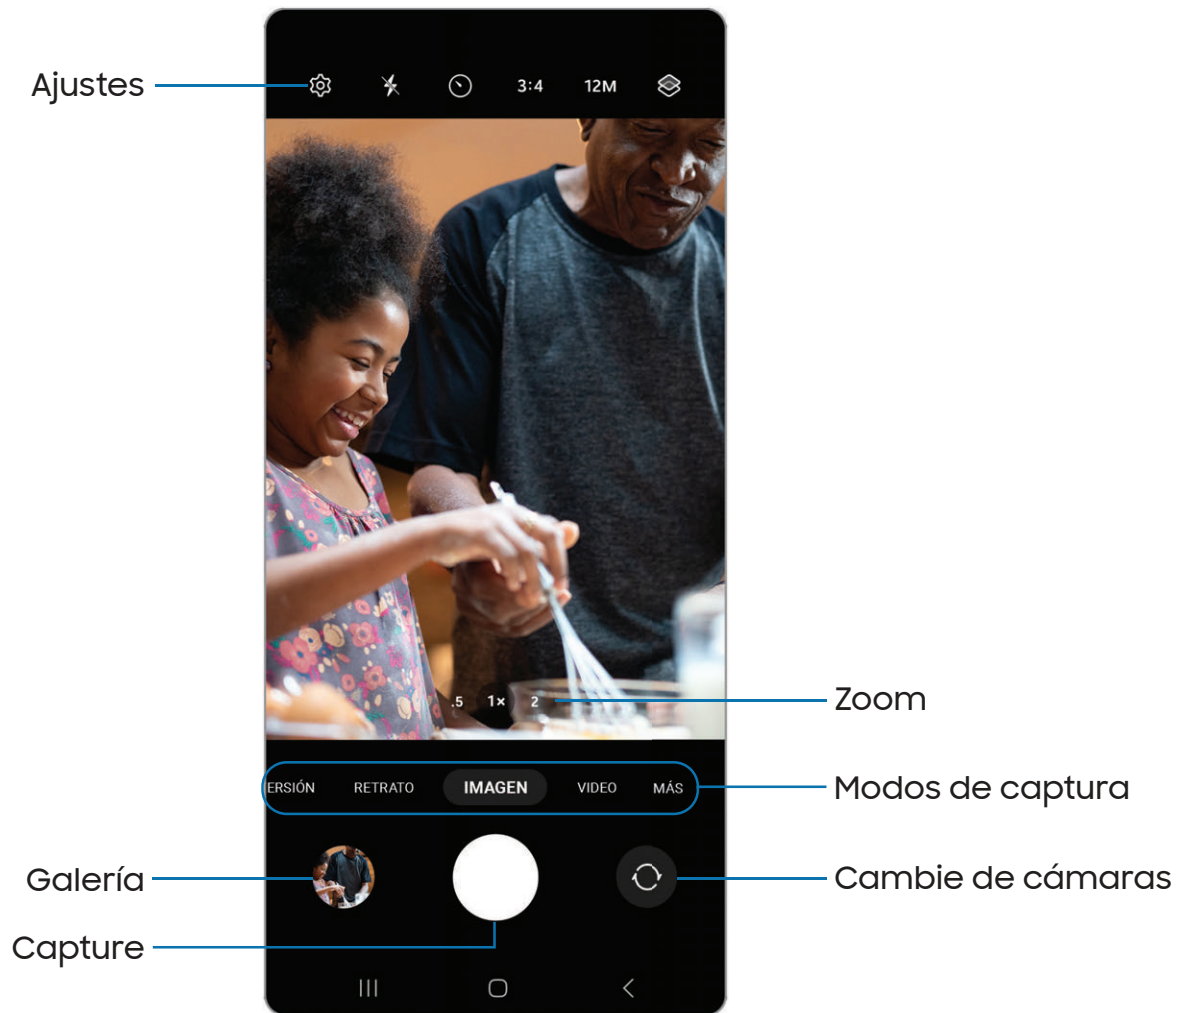 Ajustes
3:4 12M
.5 1× 2
Zoom
ERSIÓN RETRATO IMAGEN VIDEO MÁS
Modos de captura
Galería
Cambie de cámaras
Capture